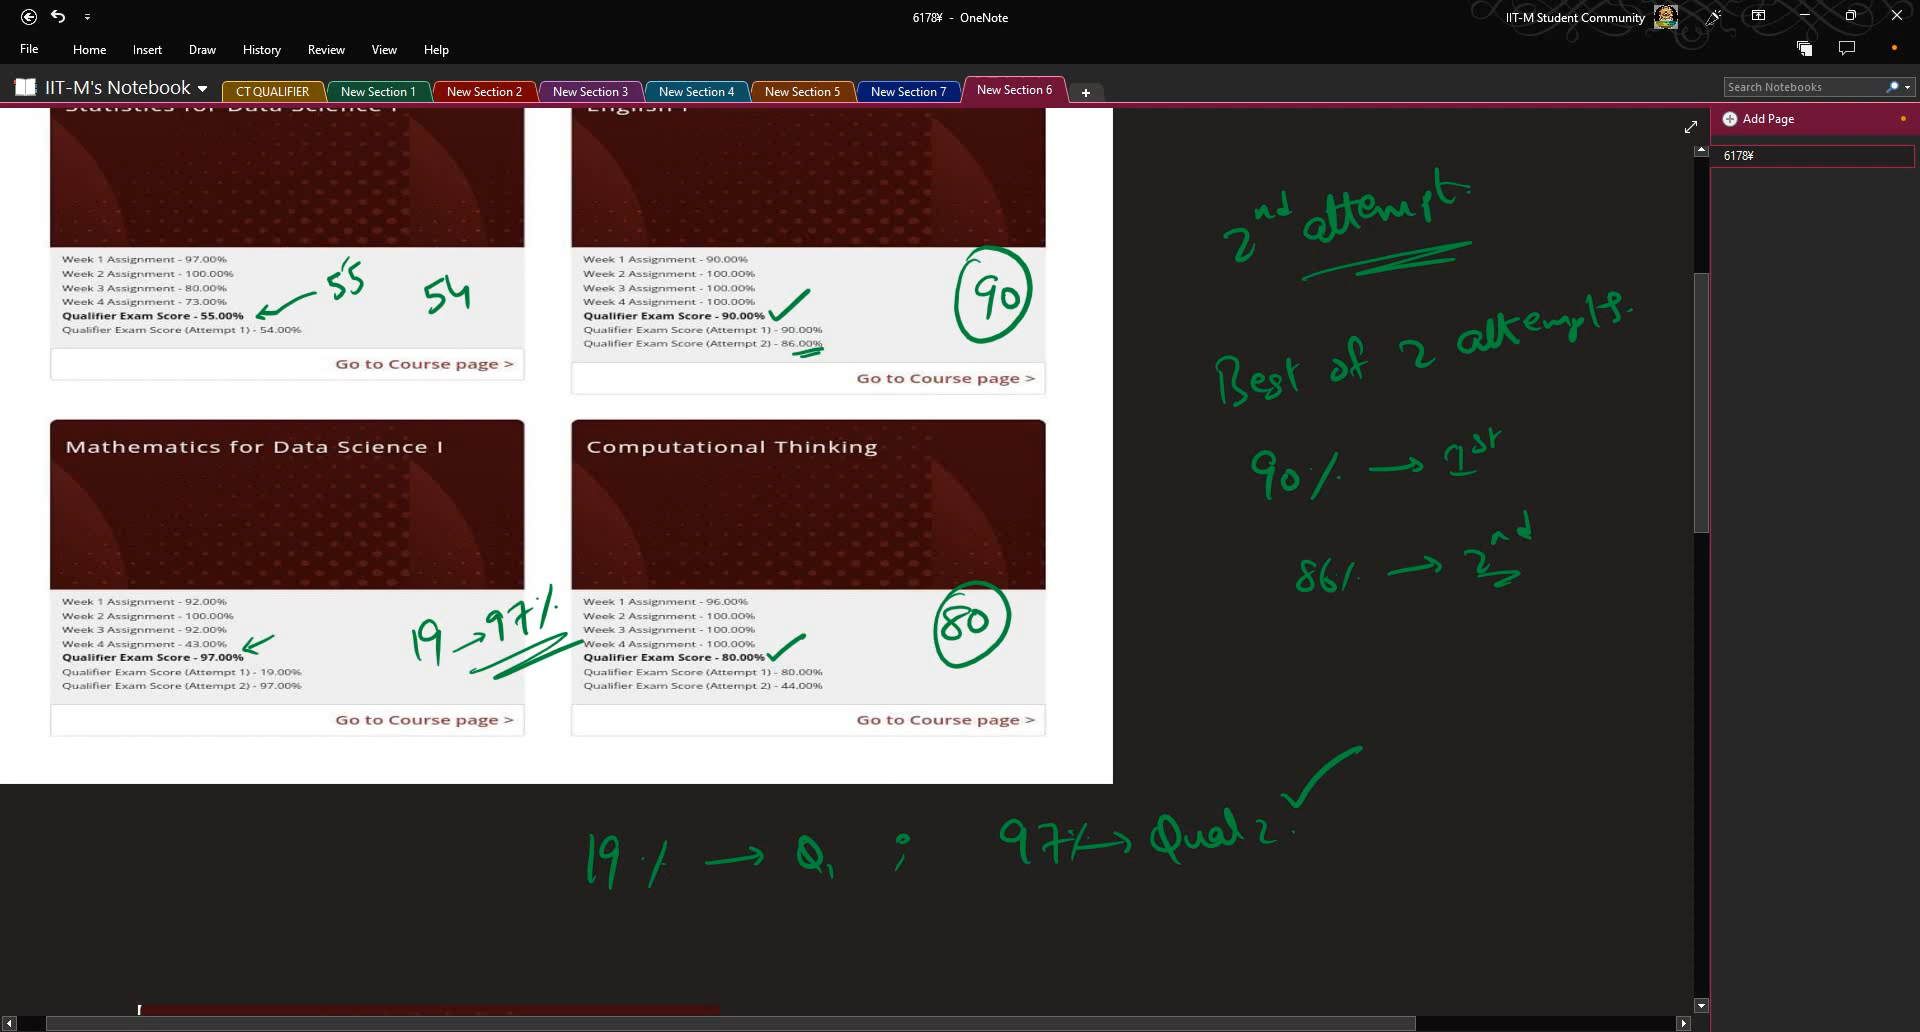 6178¥ - OneNote
IIT-M Student Community
File Home Insert Draw History Review View Help
IIT-M's Notebook
CT QUALIFIER New Section 1 New Section 2 New Section 3 New Section 4 New Section 5 New Section 7 New Section 6
Search Notebooks
Add Page
6178¥
Statistics for Data Science I
Week 1 Assignment - 97.00%
Week 2 Assignment - 100.00%
Week 3 Assignment - 80.00%
Week 4 Assignment - 73.00%
Qualifier Exam Score - 55.00%
Qualifier Exam Score (Attempt 1) - 54.00%
55
54
Go to Course page >
English I
Week 1 Assignment - 90.00%
Week 2 Assignment - 100.00%
Week 3 Assignment - 100.00%
Week 4 Assignment - 100.00%
Qualifier Exam Score - 90.00%
Qualifier Exam Score (Attempt 1) - 90.00%
Qualifier Exam Score (Attempt 2) - 86.00%
90
Go to Course page >
Mathematics for Data Science I
Week 1 Assignment - 92.00%
Week 2 Assignment - 100.00%
Week 3 Assignment - 92.00%
Week 4 Assignment - 43.00%
Qualifier Exam Score - 97.00%
Qualifier Exam Score (Attempt 1) - 19.00%
Qualifier Exam Score (Attempt 2) - 97.00%
19 → 97%
Go to Course page >
Computational Thinking
Week 1 Assignment - 96.00%
Week 2 Assignment - 100.00%
Week 3 Assignment - 100.00%
Week 4 Assignment - 100.00%
Qualifier Exam Score - 80.00%
Qualifier Exam Score (Attempt 1) - 80.00%
Qualifier Exam Score (Attempt 2) - 44.00%
80
Go to Course page >
2nd attempt.
Best of 2 attempts.
90% → 1st
86% → 2nd
19% → Q1 ; 97% → Qual 2.